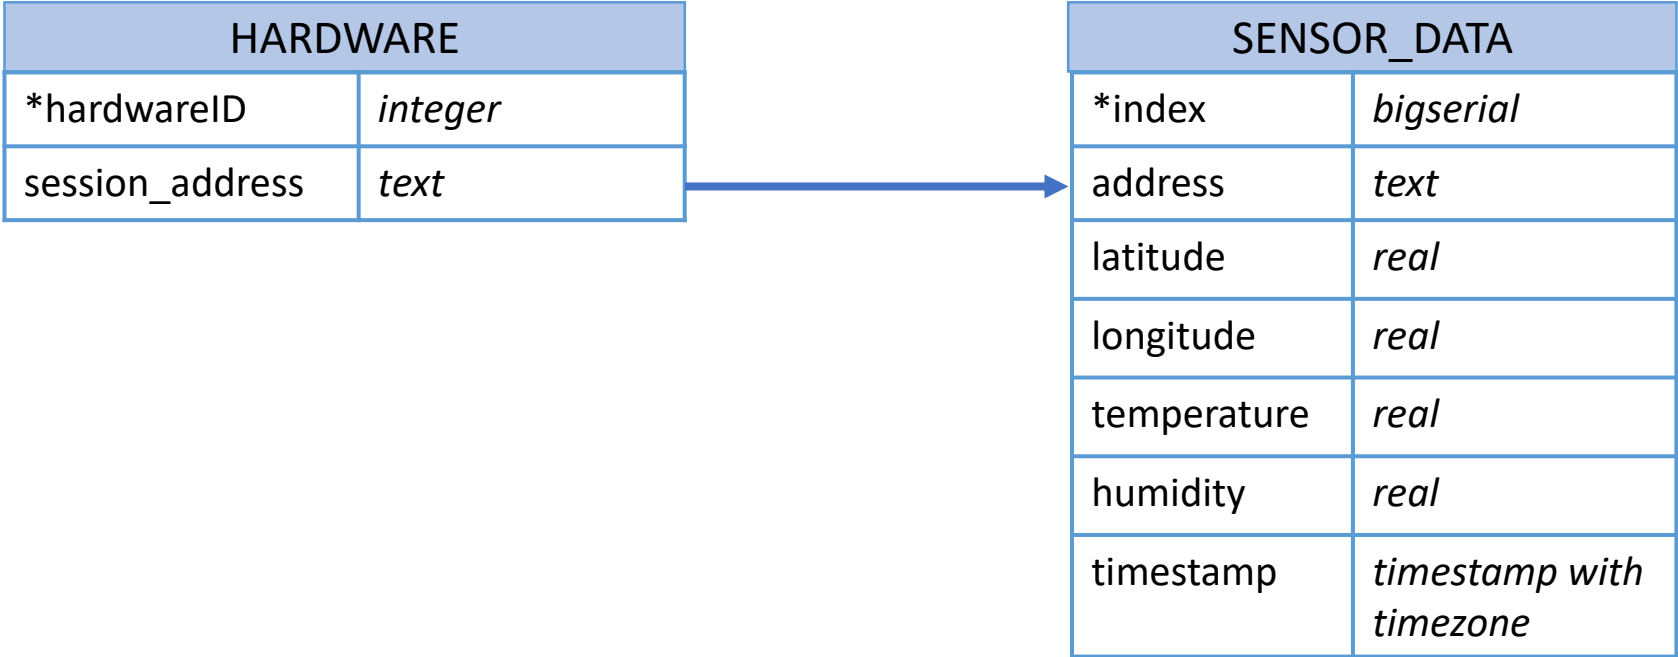 HARDWARE
*hardwareID integer
session_address text
SENSOR_DATA
*index bigserial
address text
latitude real
longitude real
temperature real
humidity real
timestamp timestamp with
timezone